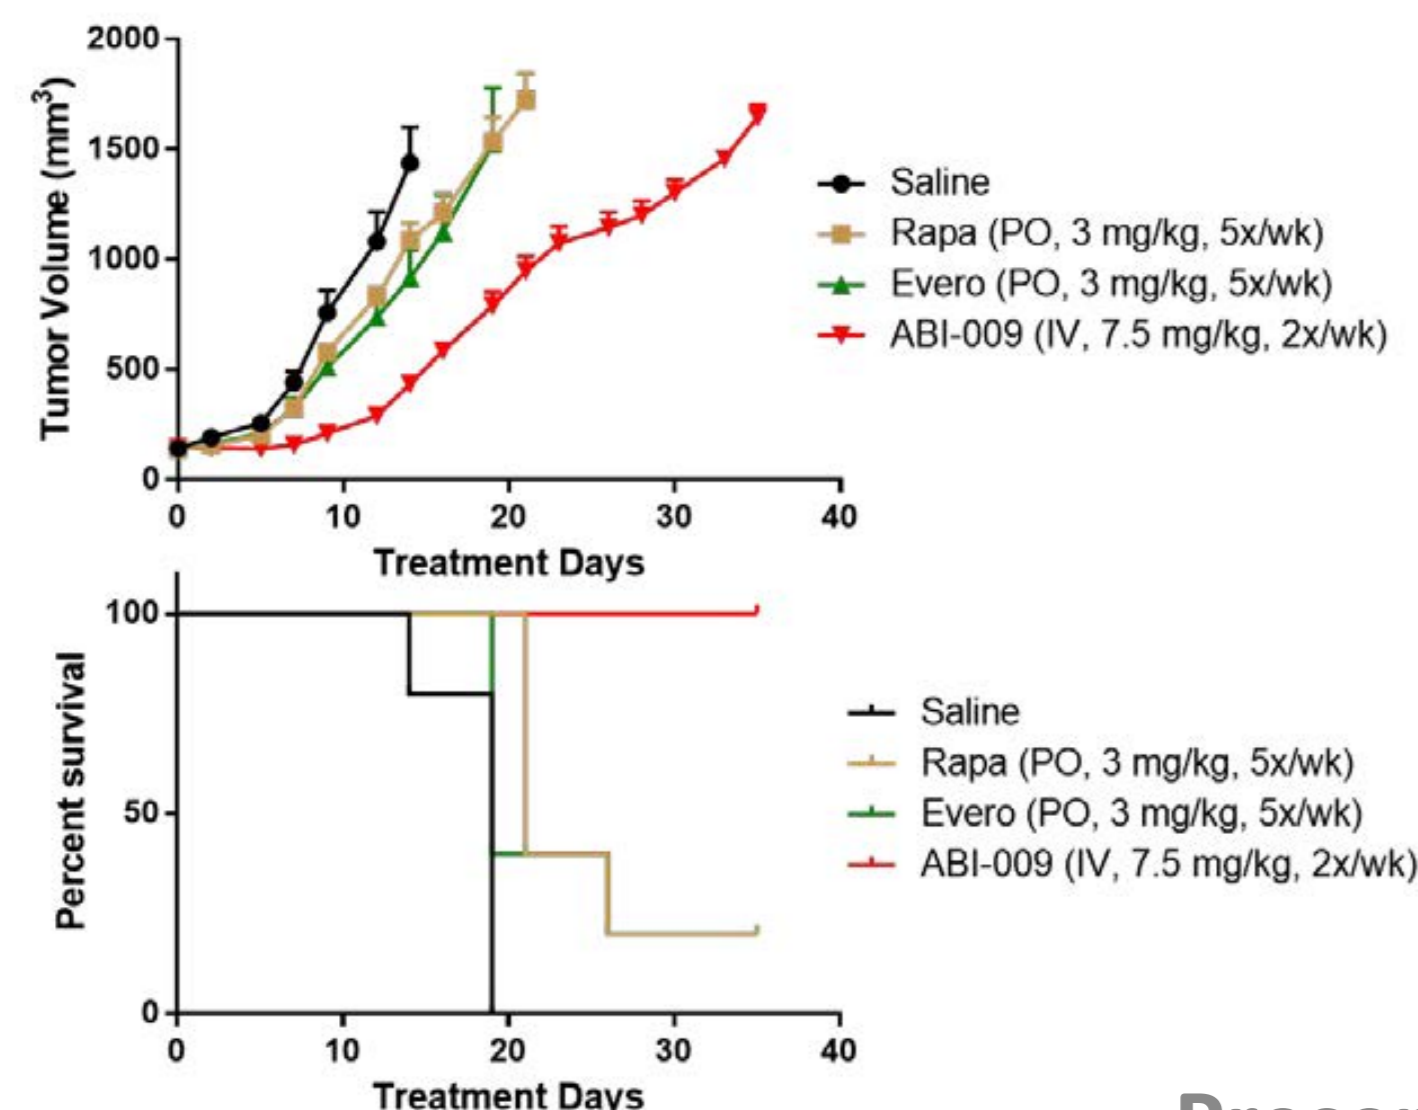 2000
1500
1000
500
0
Tumor Volume (mm³)
0 10 20 30 40
Treatment Days
Saline
Rapa (PO, 3 mg/kg, 5x/wk)
Evero (PO, 3 mg/kg, 5x/wk)
ABI-009 (IV, 7.5 mg/kg, 2x/wk)
100
50
0
Percent survival
0 10 20 30 40
Treatment Days
Saline
Rapa (PO, 3 mg/kg, 5x/wk)
Evero (PO, 3 mg/kg, 5x/wk)
ABI-009 (IV, 7.5 mg/kg, 2x/wk)